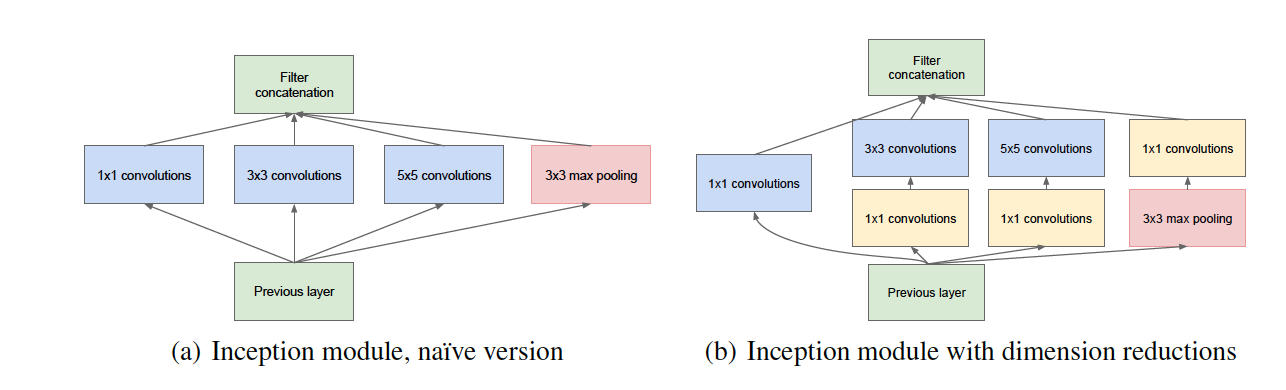 Filter
concatenation
1x1 convolutions
3x3 convolutions
5x5 convolutions
3x3 max pooling
Previous layer
(a) Inception module, naïve version
Filter
concatenation
3x3 convolutions
5x5 convolutions
1x1 convolutions
1x1 convolutions
1x1 convolutions
1x1 convolutions
3x3 max pooling
Previous layer
(b) Inception module with dimension reductions